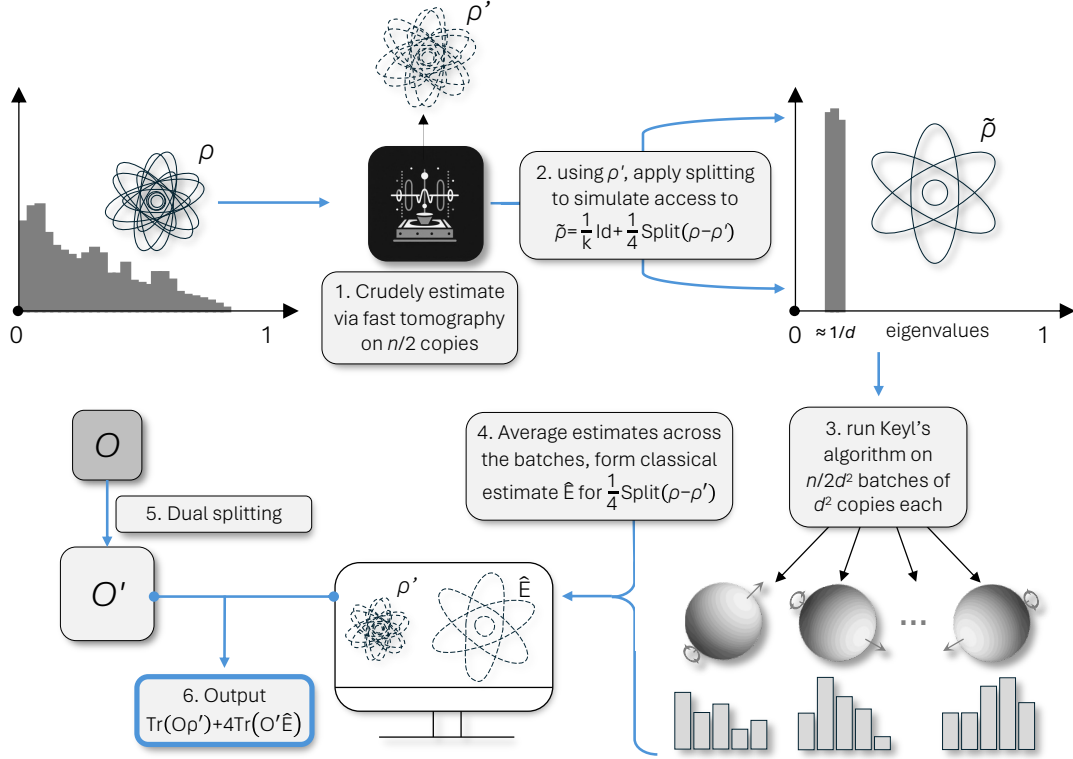 ρ'
ρ
0
1
1. Crudely estimate
via fast tomography
on n/2 copies
2. using ρ', apply splitting
to simulate access to
ρ̃=1/k Id+ 1/4 Split(ρ−ρ')
ρ̃
0
≈ 1/d
eigenvalues
1
3. run Keyl's
algorithm on
n/2d² batches of
d² copies each
...
4. Average estimates across
the batches, form classical
estimate Ê for 1/4 Split(ρ−ρ')
O
5. Dual splitting
O'
ρ'
Ê
6. Output
Tr(Oρ')+4Tr(O'Ê)